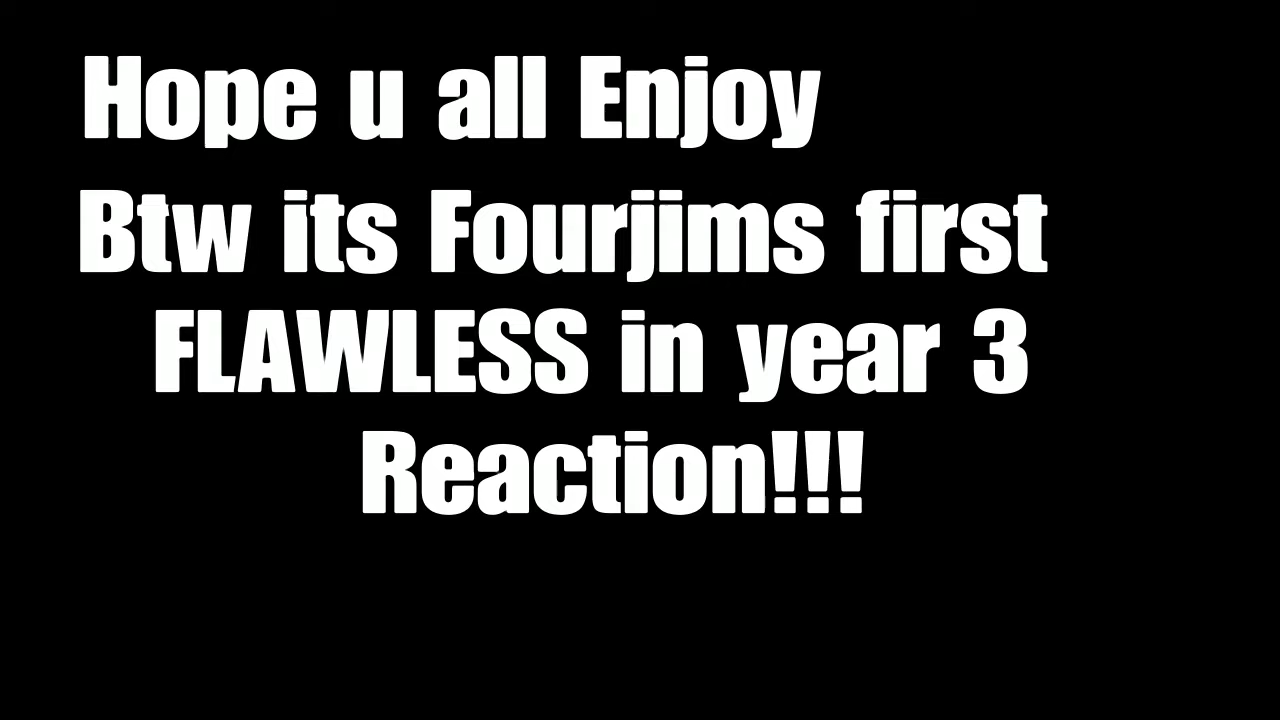 Hope u all Enjoy
Btw its Fourjims first
FLAWLESS in year 3
Reaction!!!